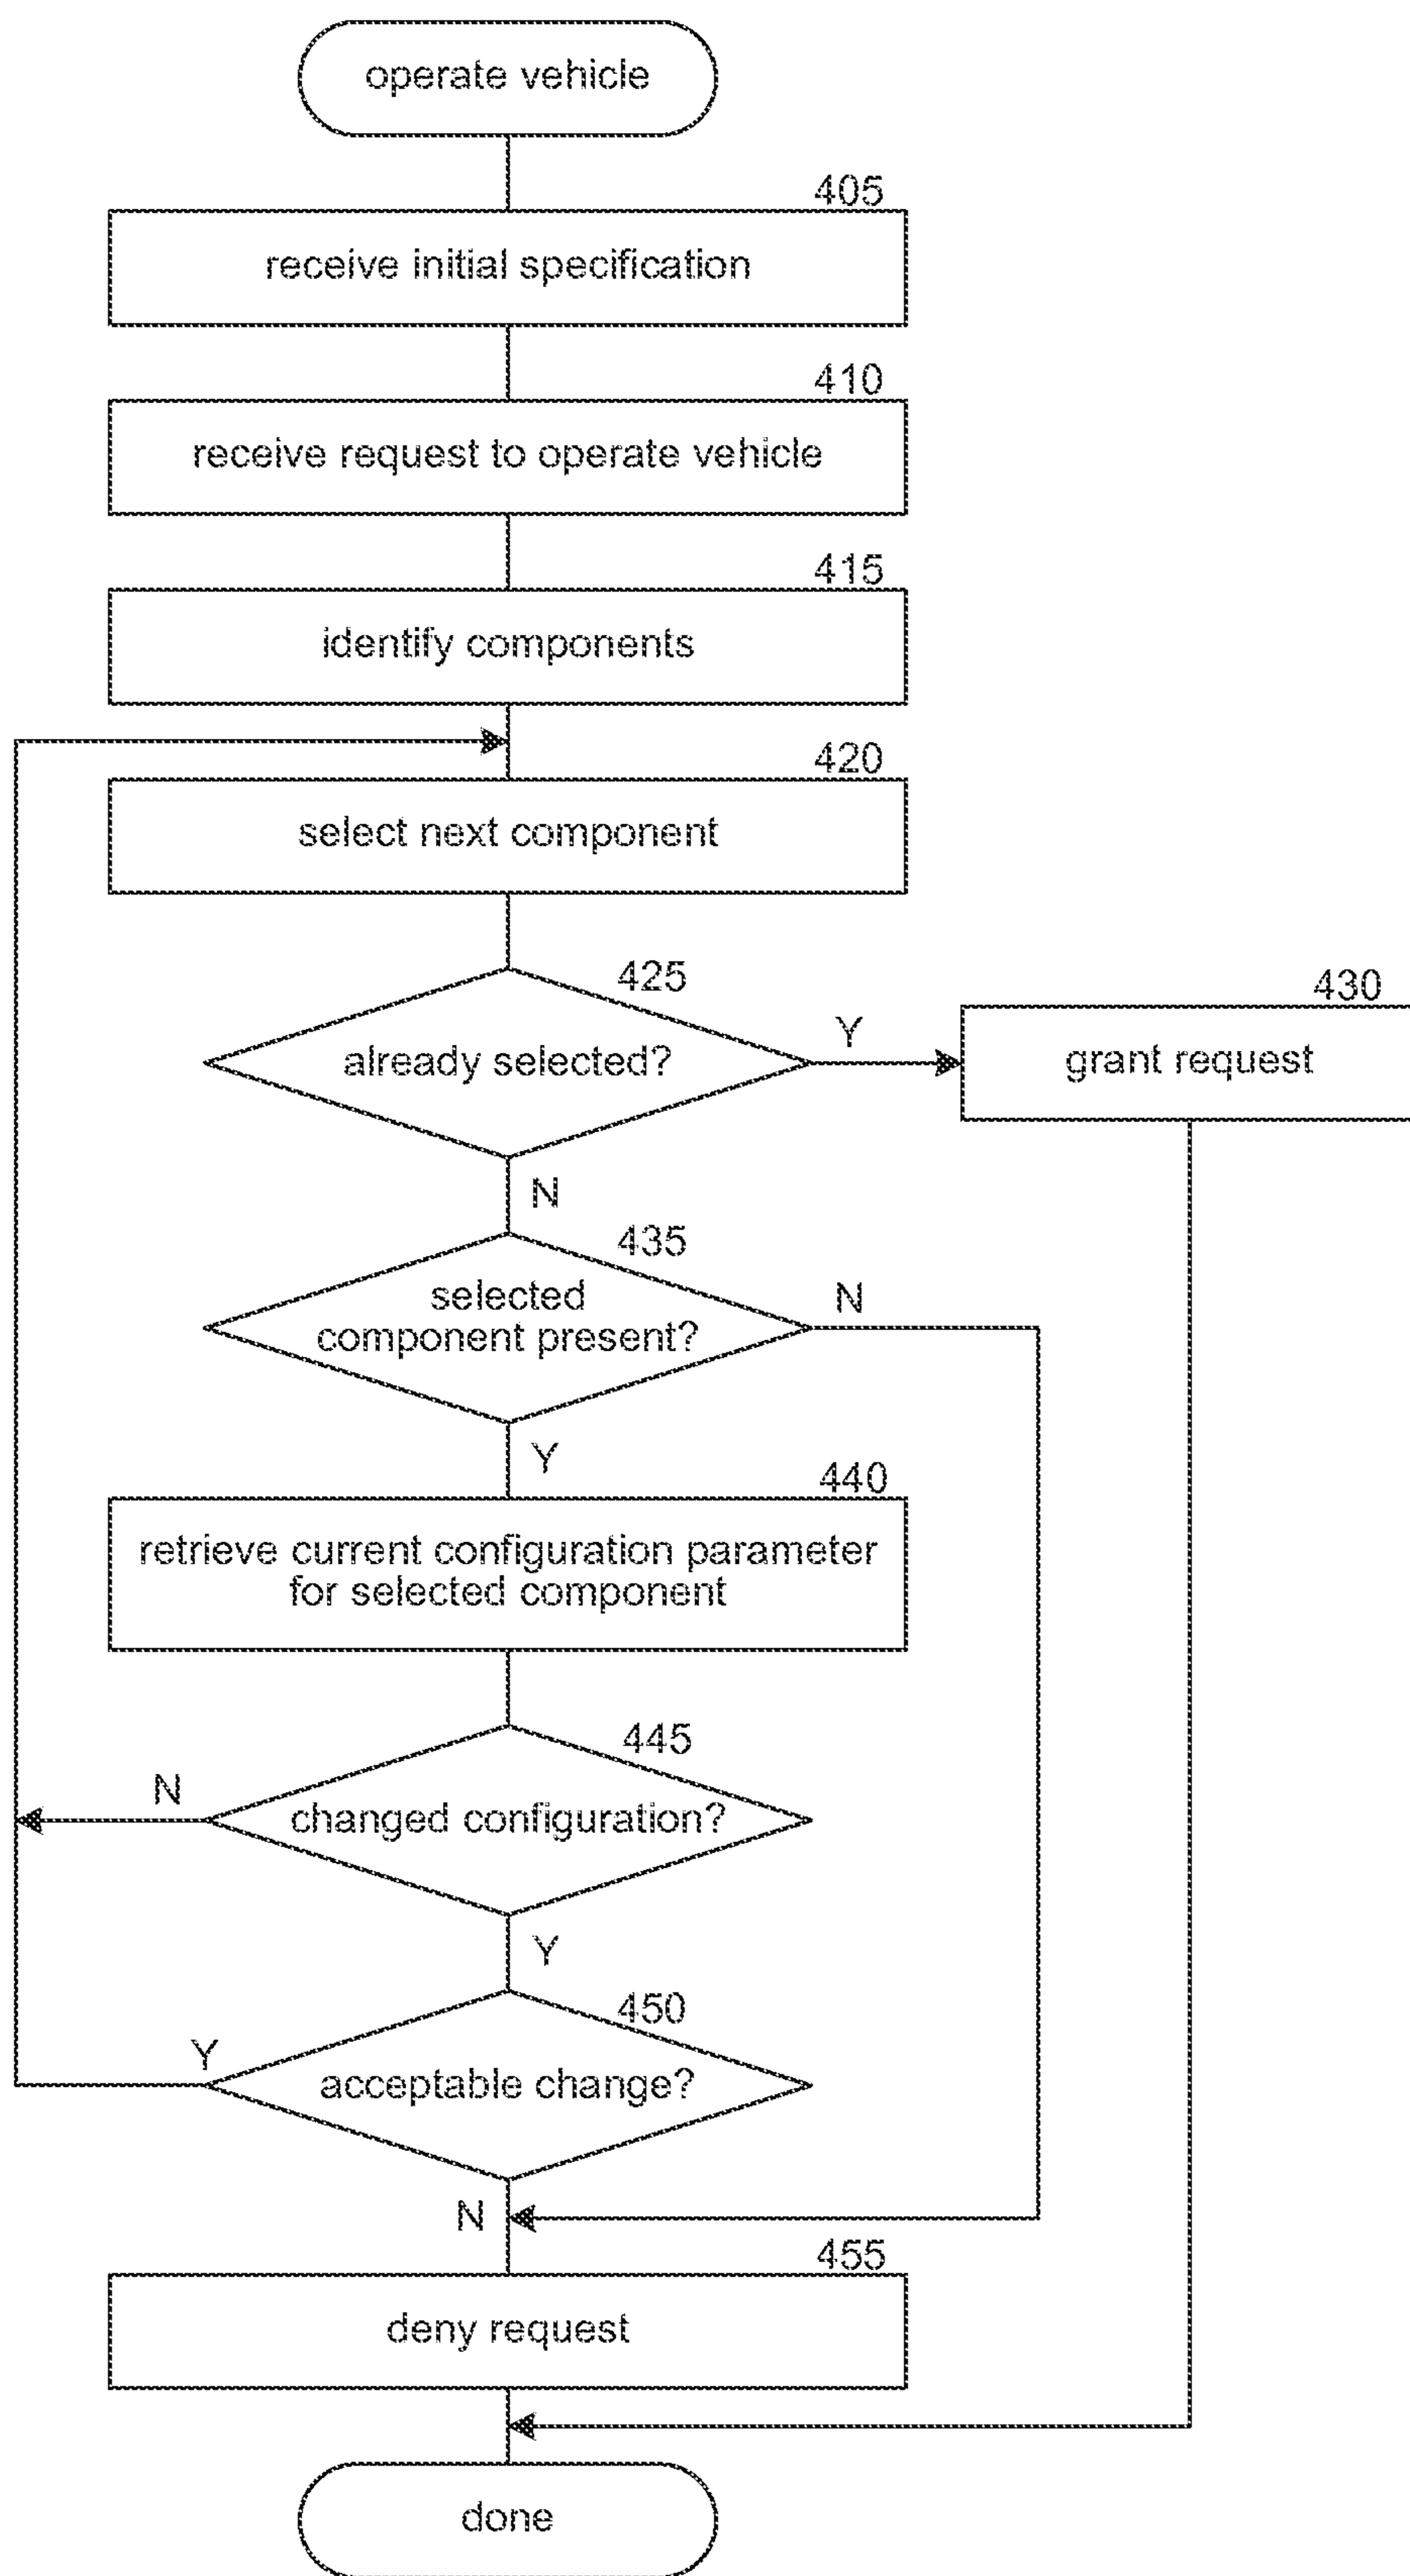 operate vehicle
405
receive initial specification
410
receive request to operate vehicle
415
identify components
420
select next component
425
already selected?
Y
430
grant request
N
435
selected
component present?
N
Y
440
retrieve current configuration parameter
for selected component
445
changed configuration?
N
Y
450
acceptable change?
Y
N
455
deny request
done